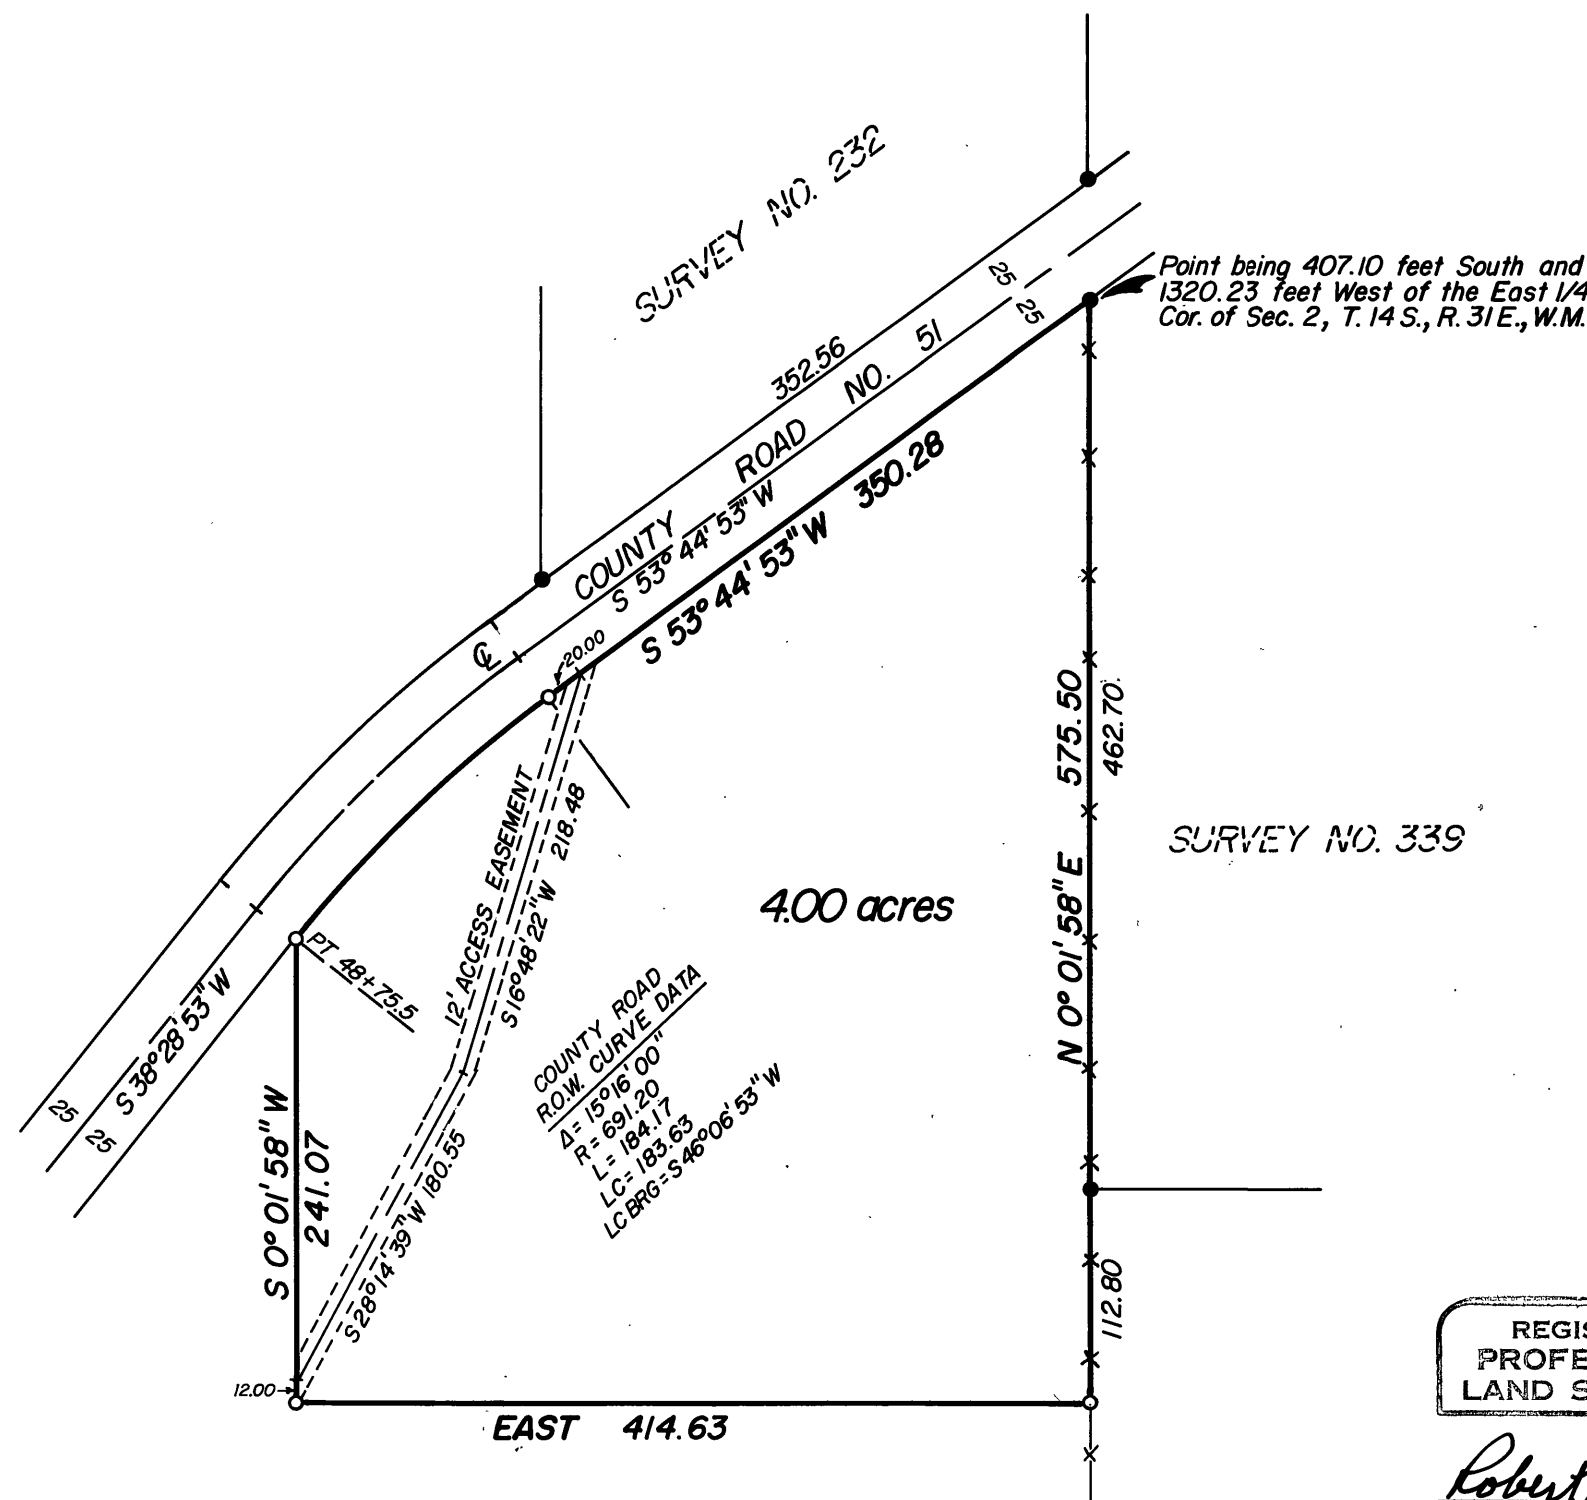 SURVEY NO. 232
Point being 407.10 feet South and
1320.23 feet West of the East 1/4
Cor. of Sec. 2, T. 14 S., R. 31 E., W.M.
25
25
352.56
COUNTY ROAD NO. 51
S 53° 44' 53" W
S 53° 44' 53" W 350.28
℄
20.00
N 0° 01' 58" E 575.50
462.70
SURVEY NO. 339
4.00 acres
12' ACCESS EASEMENT
S 16° 48' 22" W 218.48
PT 48+75.5
S 38° 28' 53" W
25
25
COUNTY ROAD
R.O.W. CURVE DATA
Δ = 15° 16' 00"
R = 691.20
L = 184.17
LC = 183.63
LC BRG = S 46° 06' 53" W
S 0° 01' 58" W
241.07
S 28° 14' 39" W 180.55
112.80
12.00
EAST 414.63
REGIS
PROFE
LAND S
Robert